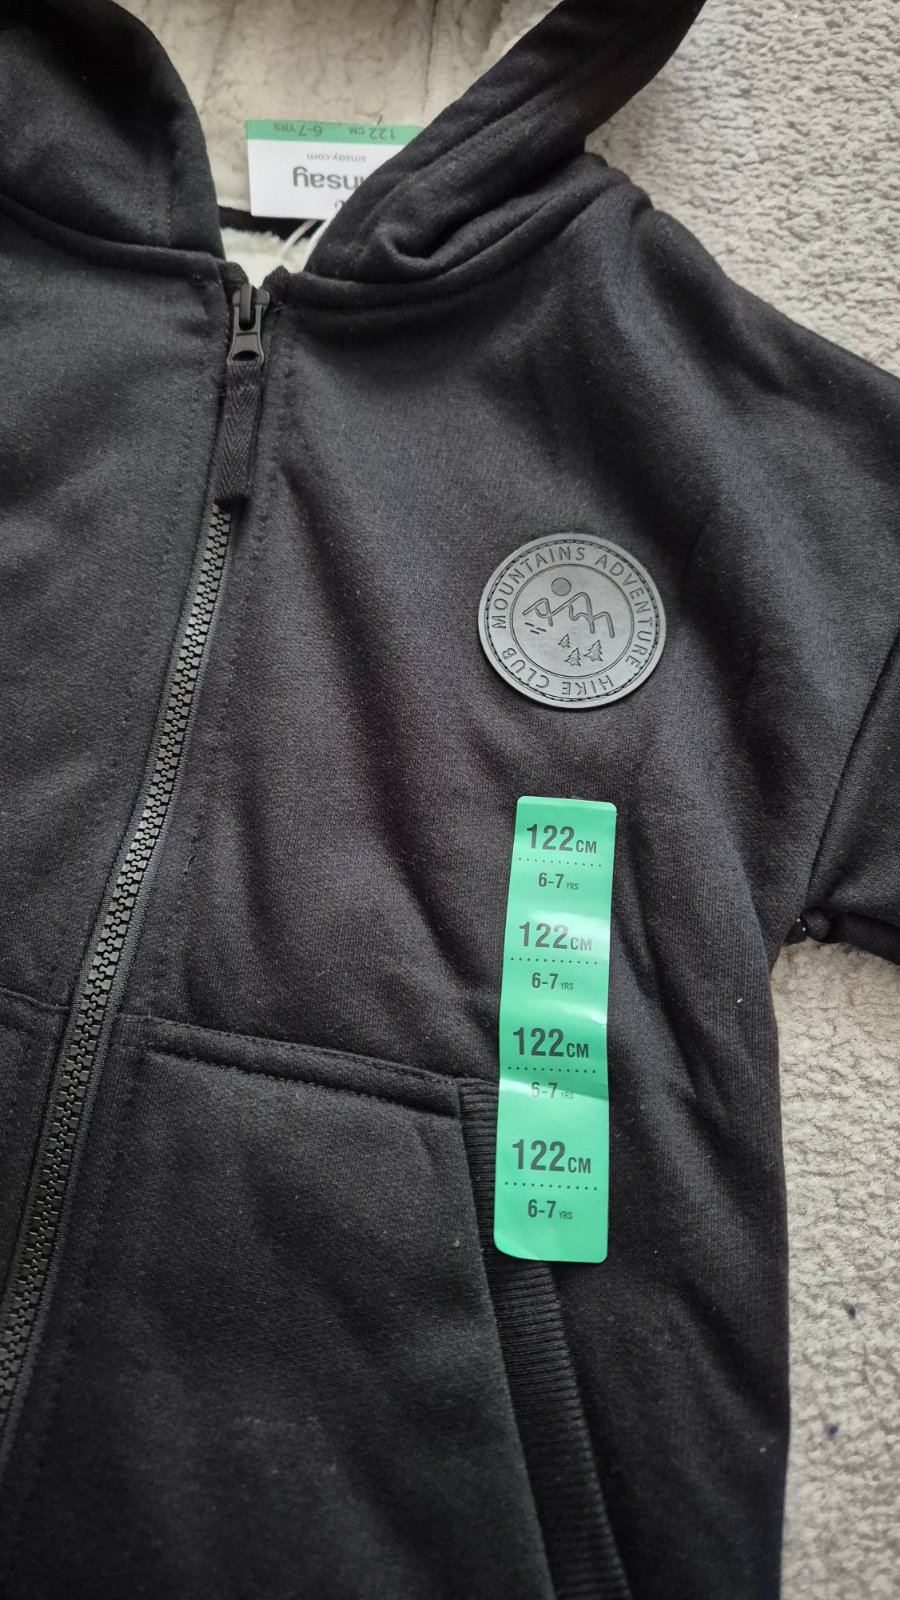 122 CM 6-7 YRS
sinsay.com
insay
MOUNTAINS ADVENTURE HIKE CLUB
122CM
6-7 YRS
122CM
6-7 YRS
122CM
6-7 YRS
122CM
6-7 YRS